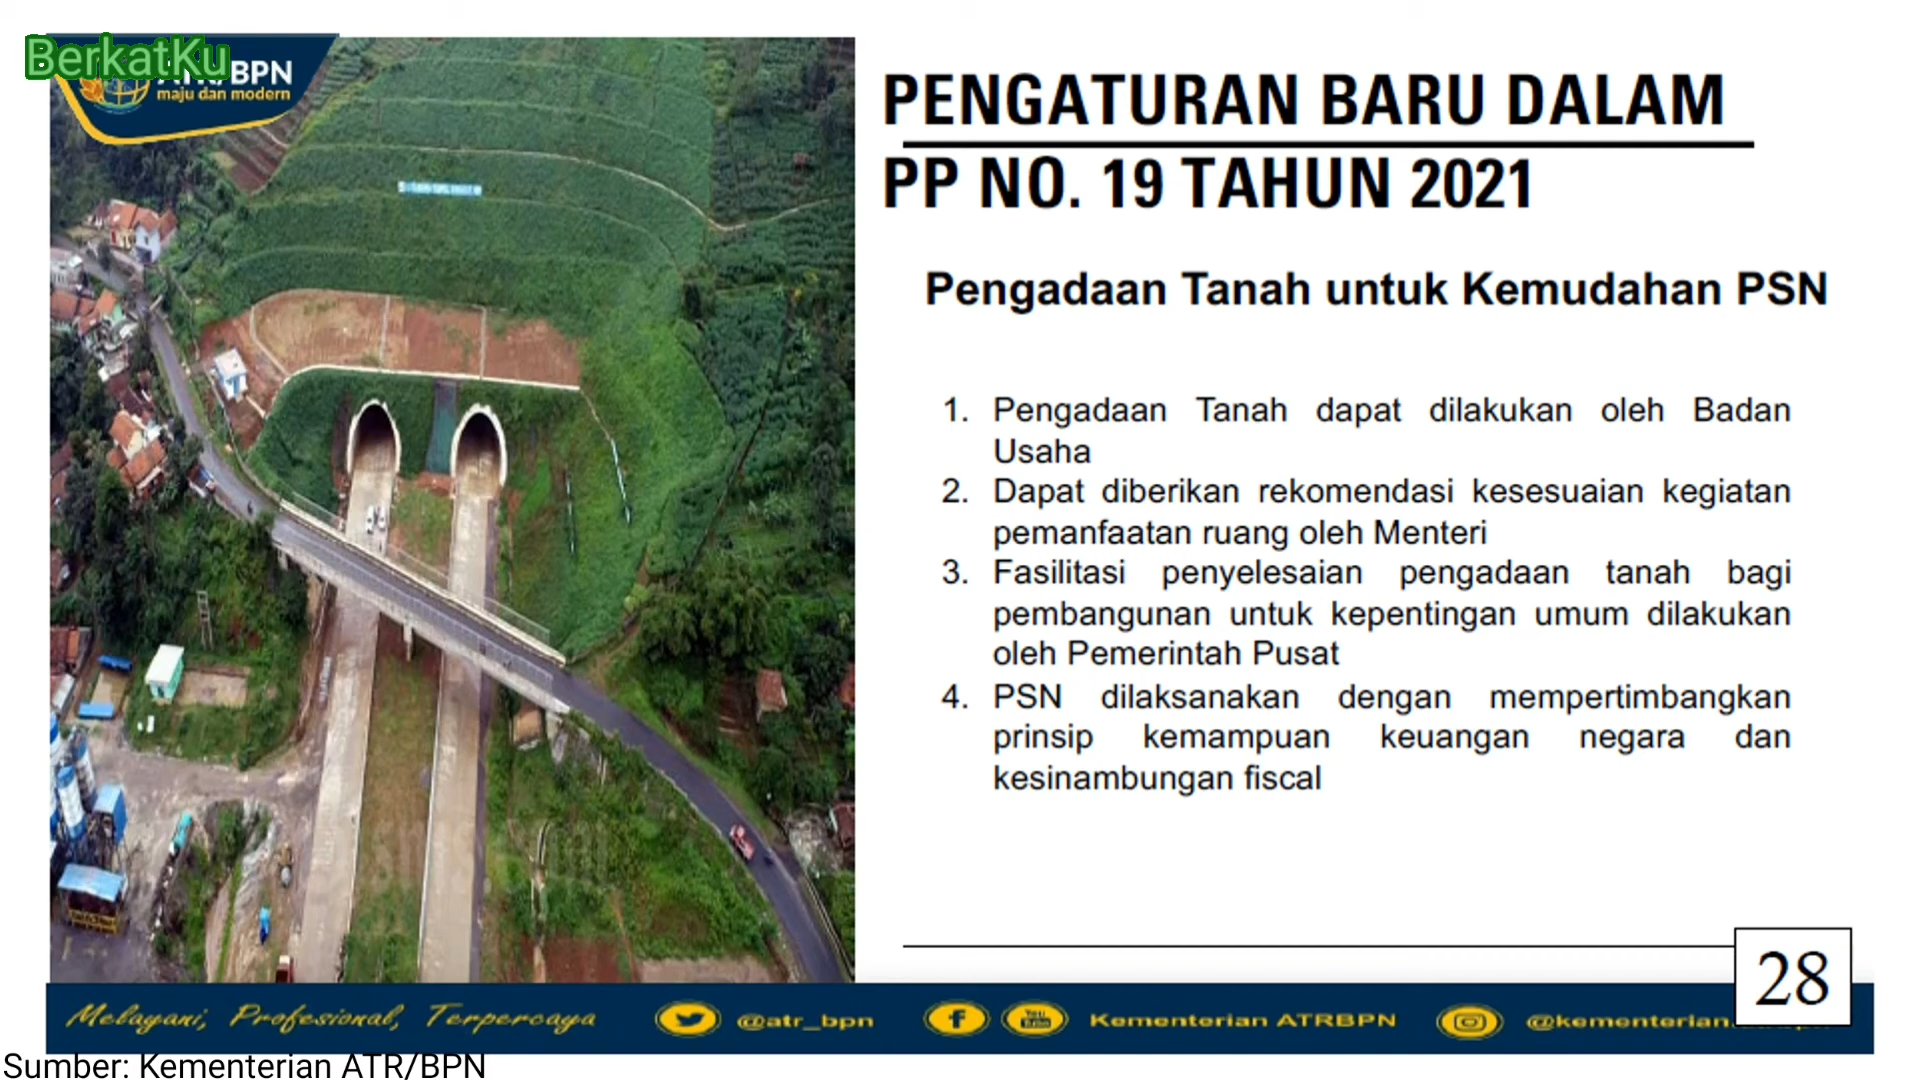 BerkatKu
ATR/BPN
maju dan modern
PENGATURAN BARU DALAM
PP NO. 19 TAHUN 2021
Pengadaan Tanah untuk Kemudahan PSN
1. Pengadaan Tanah dapat dilakukan oleh Badan
Usaha
2. Dapat diberikan rekomendasi kesesuaian kegiatan
pemanfaatan ruang oleh Menteri
3. Fasilitasi penyelesaian pengadaan tanah bagi
pembangunan untuk kepentingan umum dilakukan
oleh Pemerintah Pusat
4. PSN dilaksanakan dengan mempertimbangkan
prinsip kemampuan keuangan negara dan
kesinambungan fiscal
28
Melayani, Profesional, Terpercaya
@atr_bpn
You Tube
Kementerian ATRBPN
Sumber: Kementerian ATR/BPN